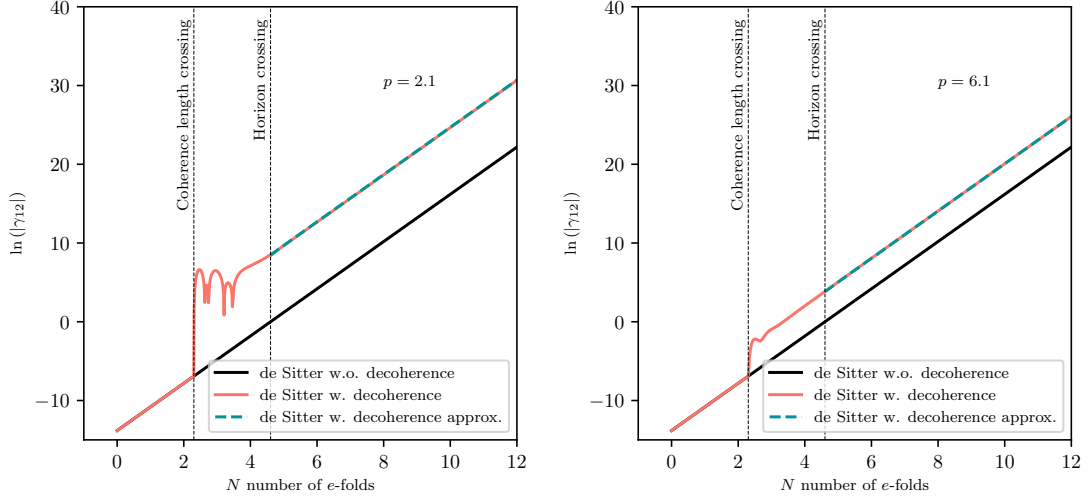 40
30
20
10
0
−10
ln (|γ12|)
0
2
4
6
8
10
12
N number of e-folds
Coherence length crossing
Horizon crossing
p = 2.1
de Sitter w.o. decoherence
de Sitter w. decoherence
de Sitter w. decoherence approx.
40
30
20
10
0
−10
ln (|γ12|)
0
2
4
6
8
10
12
N number of e-folds
Coherence length crossing
Horizon crossing
p = 6.1
de Sitter w.o. decoherence
de Sitter w. decoherence
de Sitter w. decoherence approx.